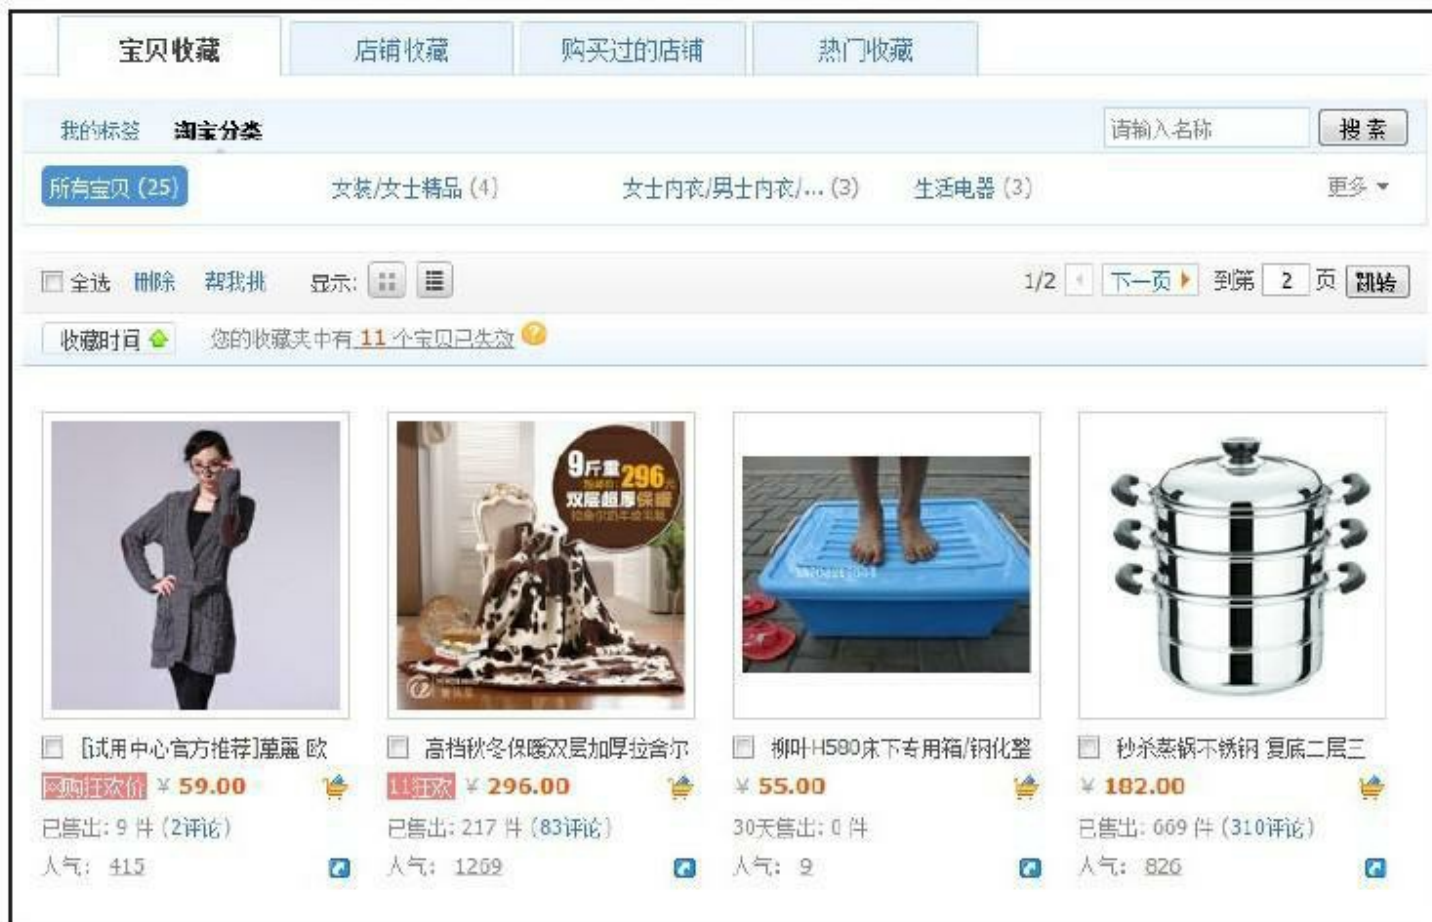 宝贝收藏 店铺收藏 购买过的店铺 热门收藏
我的标签 淘宝分类 请输入名称 搜索
所有宝贝 (25) 女装/女士精品 (4) 女士内衣/男士内衣/... (3) 生活电器 (3) 更多
全选 删除 帮我挑 显示: 1/2 下一页 到第 2 页 跳转
收藏时间 您的收藏夹中有 11 个宝贝已失效 ?
9斤重
296
双层超厚保暖
[试用中心官方推荐]菫麗 欧 高档秋冬保暖双层加厚拉舍尔 柳叶H580床下专用箱/钢化整 秒杀蒸锅不锈钢 复底二层三
网购狂欢价 ¥ 59.00 11狂欢 ¥ 296.00 ¥ 55.00 ¥ 182.00
已售出: 9 件 (2评论) 已售出: 217 件 (83评论) 30天售出: 0 件 已售出: 669 件 (310评论)
人气: 415 人气: 1269 人气: 9 人气: 826